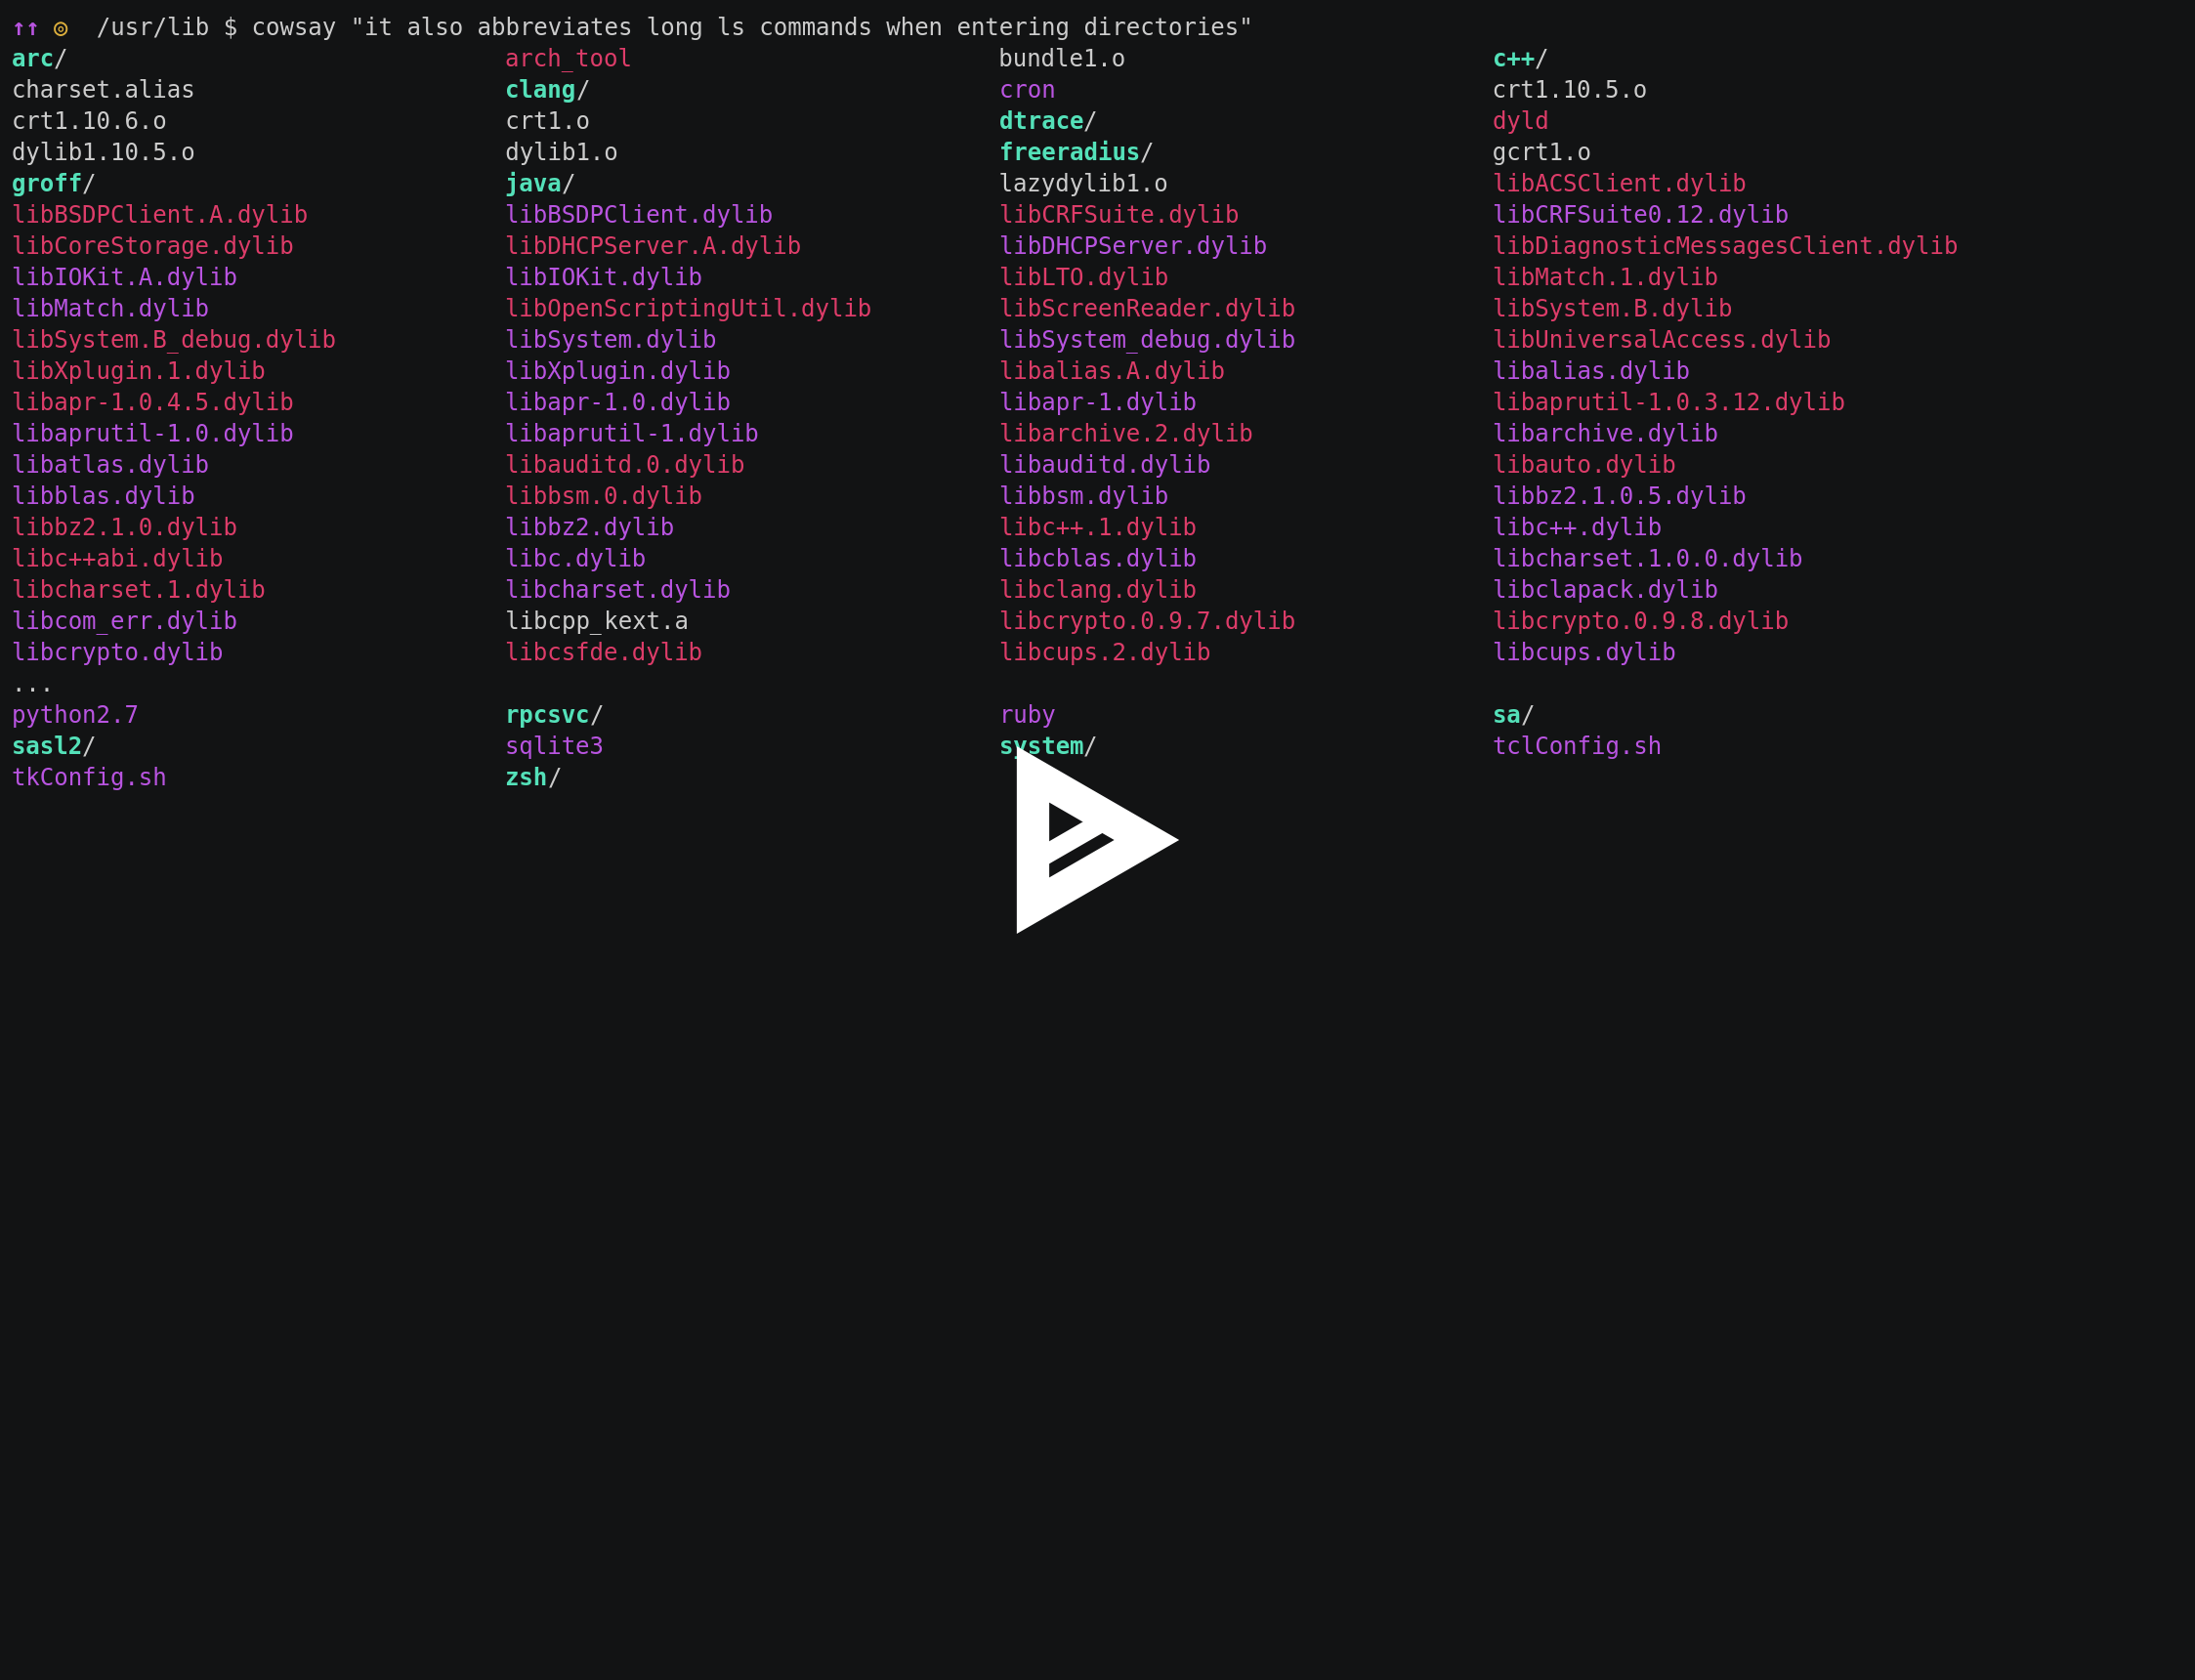 ↑↑ ◎  /usr/lib $ cowsay "it also abbreviates long ls commands when entering directories"
arc/ arch_tool bundle1.o c++/
charset.alias clang/ cron crt1.10.5.o
crt1.10.6.o crt1.o dtrace/ dyld
dylib1.10.5.o dylib1.o freeradius/ gcrt1.o
groff/ java/ lazydylib1.o libACSClient.dylib
libBSDPClient.A.dylib libBSDPClient.dylib libCRFSuite.dylib libCRFSuite0.12.dylib
libCoreStorage.dylib libDHCPServer.A.dylib libDHCPServer.dylib libDiagnosticMessagesClient.dylib
libIOKit.A.dylib libIOKit.dylib libLTO.dylib libMatch.1.dylib
libMatch.dylib libOpenScriptingUtil.dylib libScreenReader.dylib libSystem.B.dylib
libSystem.B_debug.dylib libSystem.dylib libSystem_debug.dylib libUniversalAccess.dylib
libXplugin.1.dylib libXplugin.dylib libalias.A.dylib libalias.dylib
libapr-1.0.4.5.dylib libapr-1.0.dylib libapr-1.dylib libaprutil-1.0.3.12.dylib
libaprutil-1.0.dylib libaprutil-1.dylib libarchive.2.dylib libarchive.dylib
libatlas.dylib libauditd.0.dylib libauditd.dylib libauto.dylib
libblas.dylib libbsm.0.dylib libbsm.dylib libbz2.1.0.5.dylib
libbz2.1.0.dylib libbz2.dylib libc++.1.dylib libc++.dylib
libc++abi.dylib libc.dylib libcblas.dylib libcharset.1.0.0.dylib
libcharset.1.dylib libcharset.dylib libclang.dylib libclapack.dylib
libcom_err.dylib libcpp_kext.a libcrypto.0.9.7.dylib libcrypto.0.9.8.dylib
libcrypto.dylib libcsfde.dylib libcups.2.dylib libcups.dylib
...
python2.7 rpcsvc/ ruby sa/
sasl2/ sqlite3 system/ tclConfig.sh
tkConfig.sh zsh/